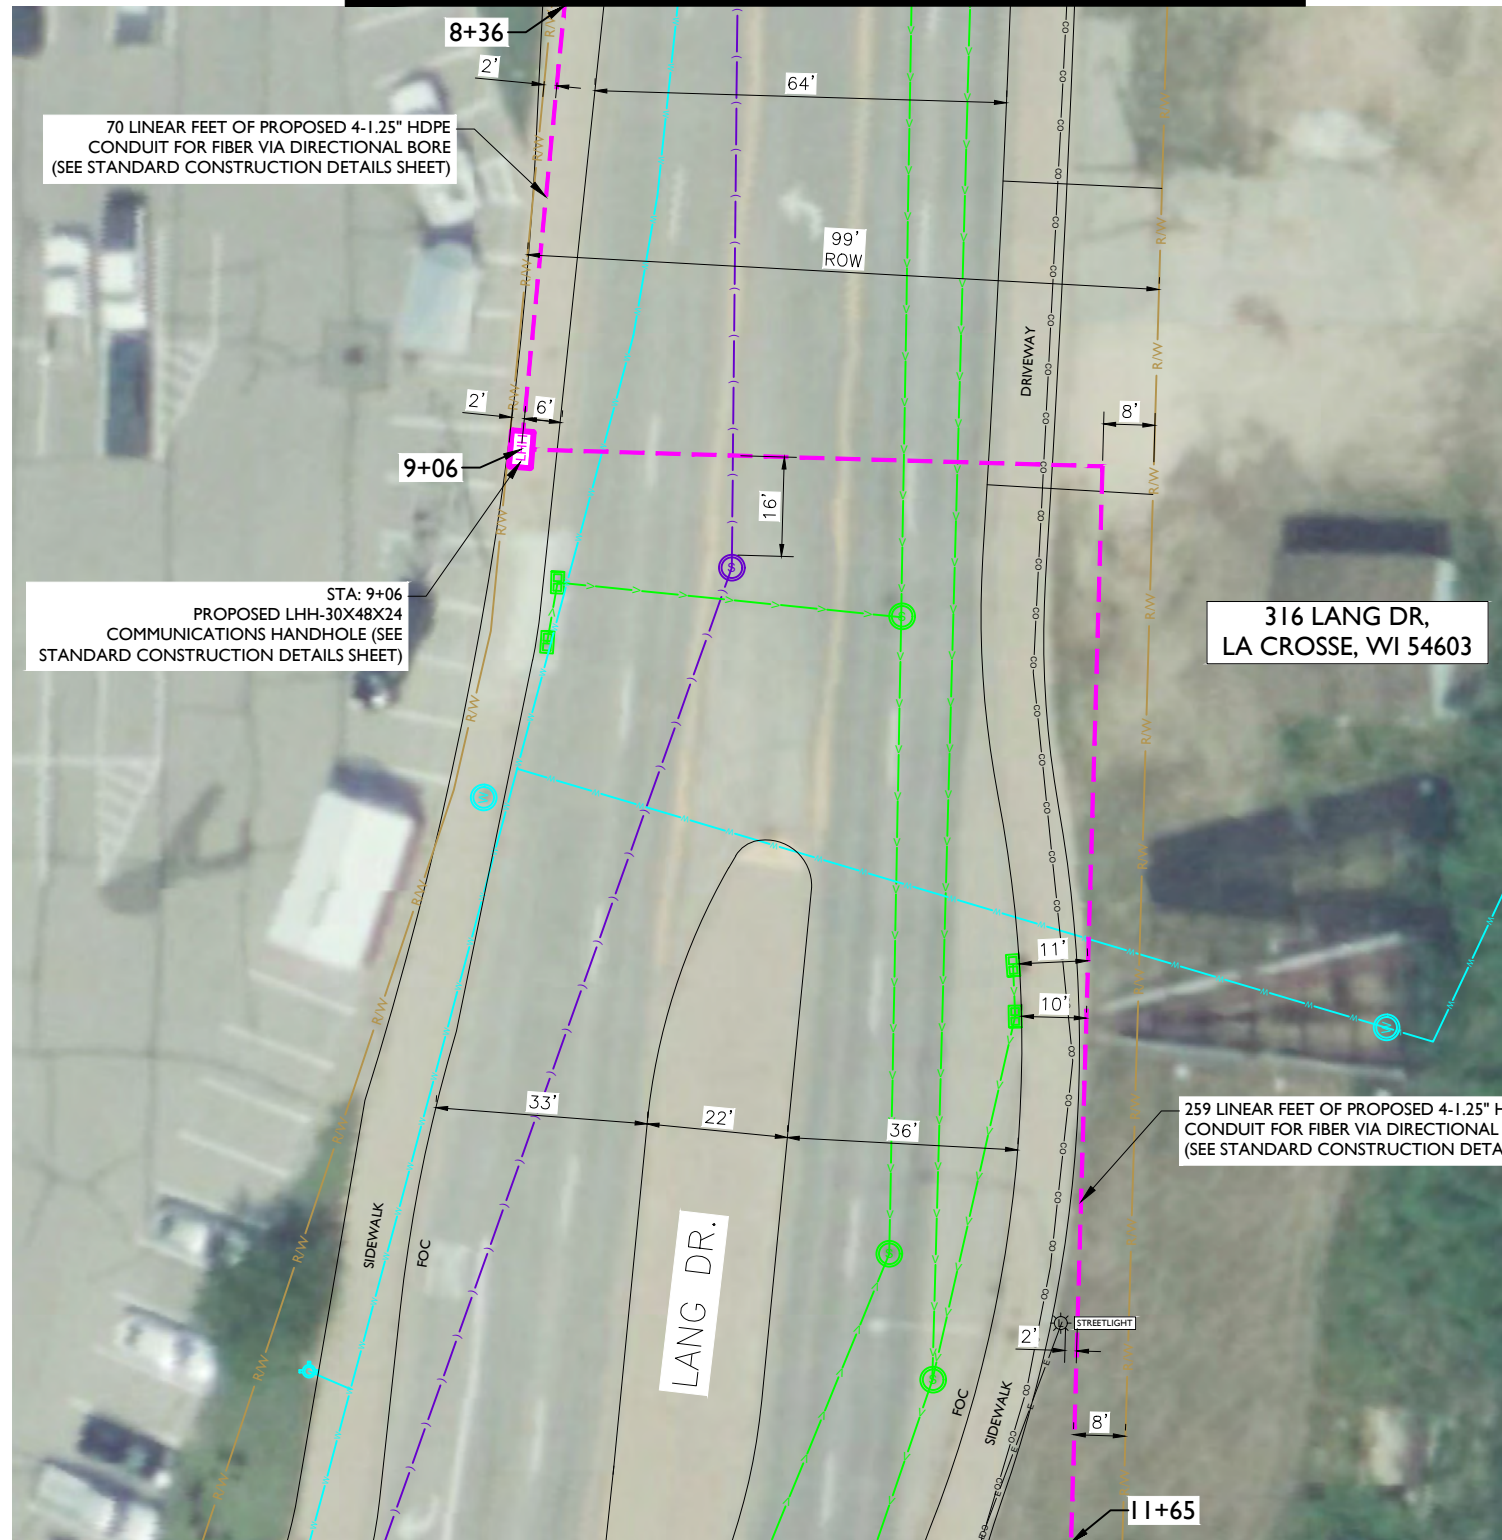 8+36
2'
64'
70 LINEAR FEET OF PROPOSED 4-1.25" HDPE
CONDUIT FOR FIBER VIA DIRECTIONAL BORE
(SEE STANDARD CONSTRUCTION DETAILS SHEET)
R/W
R/W
R/W
R/W
99'
ROW
R/W
R/W
DRIVEWAY
R/W
R/W
2'
6'
8'
LHH
9+06
16'
R/W
R/W
S
STA: 9+06
PROPOSED LHH-30X48X24
COMMUNICATIONS HANDHOLE (SEE
STANDARD CONSTRUCTION DETAILS SHEET)
316 LANG DR,
LA CROSSE, WI 54603
R/W
R/W
R/W
R/W
R/W
11'
10'
R/W
R/W
33'
22'
36'
259 LINEAR FEET OF PROPOSED 4-1.25" H
CONDUIT FOR FIBER VIA DIRECTIONAL
(SEE STANDARD CONSTRUCTION DETA
R/W
SIDEWALK
FOC
LANG DR.
R/W
R/W
STREETLIGHT
2'
R/W
R/W
FOC
SIDEWALK
8'
R/W
R/W
11+65